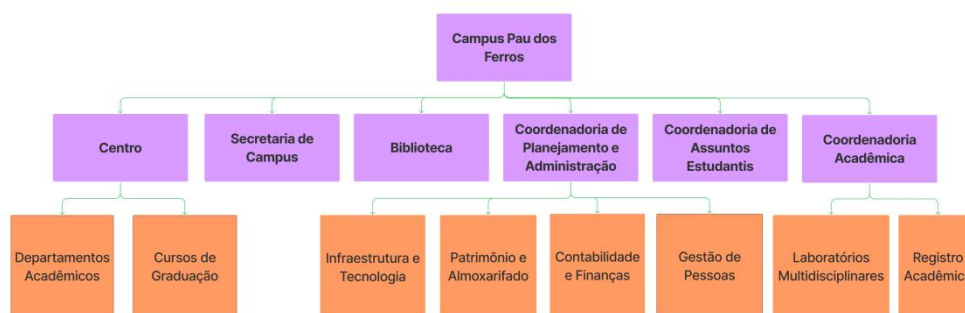 Campus Pau dos
Ferros
Centro
Secretaria de
Campus
Biblioteca
Coordenadoria de
Planejamento e
Administração
Coordenadoria de
Assuntos
Estudantis
Coordenadoria
Acadêmica
Departamentos
Acadêmicos
Cursos de
Graduação
Infraestrutura e
Tecnologia
Patrimônio e
Almoxarifado
Contabilidade
e Finanças
Gestão de
Pessoas
Laboratórios
Multidisciplinares
Registro
Acadêmic